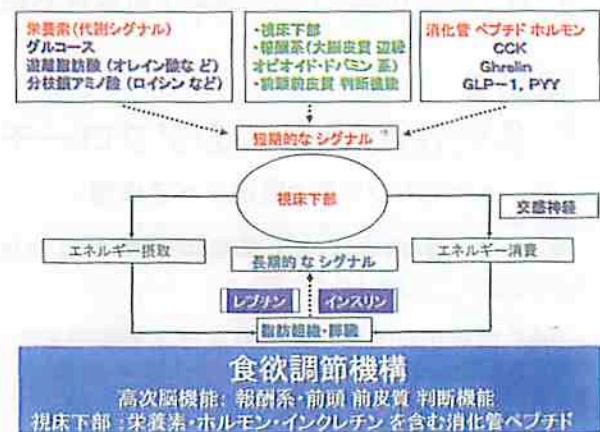 栄養素(代謝シグナル)
グルコース
遊離脂肪酸(オレイン酸など)
分枝鎖アミノ酸(ロイシンなど)
・視床下部
・報酬系(大脳皮質 辺縁
オピオイド・ドパミン系)
・前頭前皮質 判断機能
消化管 ペプチド ホルモン
CCK
Ghrelin
GLP-1, PYY
短期的な シグナル
視床下部
交感神経
エネルギー摂取
エネルギー消費
長期的な シグナル
レプチン
インスリン
脂肪組織・膵臓
食欲調節機構
高次脳機能: 報酬系・前頭 前皮質 判断機能
視床下部 :栄養素・ホルモン・インクレチン を含む消化管ペプチド